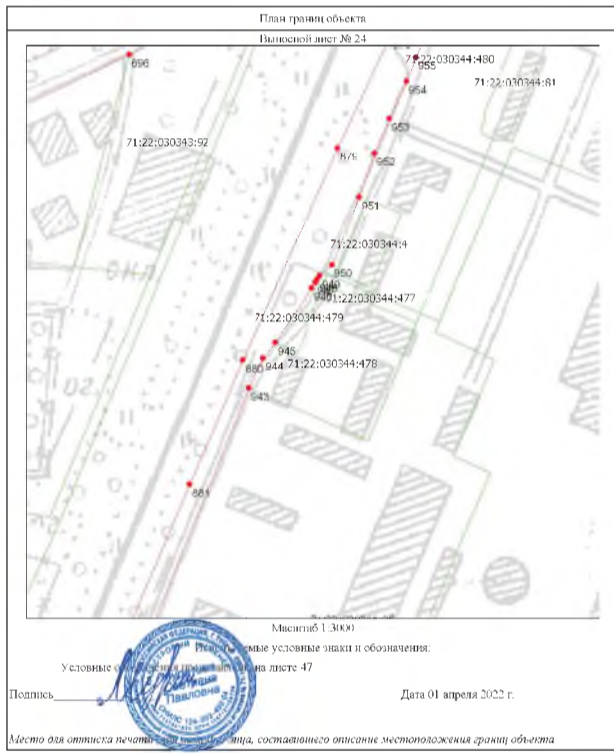 План границ объекта
Выносной лист № 24
696
71:22:030344:480
955
954
71:22:030344:81
953
71:22:030343:92
879
952
951
71:22:030344:4
950
949
71:22:030344:477
71:22:030344:479
945
880
944
71:22:030344:478
943
881
Масштаб 1:3000
Используемые условные знаки и обозначения:
Условные обозначения на листе 47
Подпись
Павловна
Дата 01 апреля 2022 г.
Место для оттиска печати лица, составившего описание местоположения границ объекта